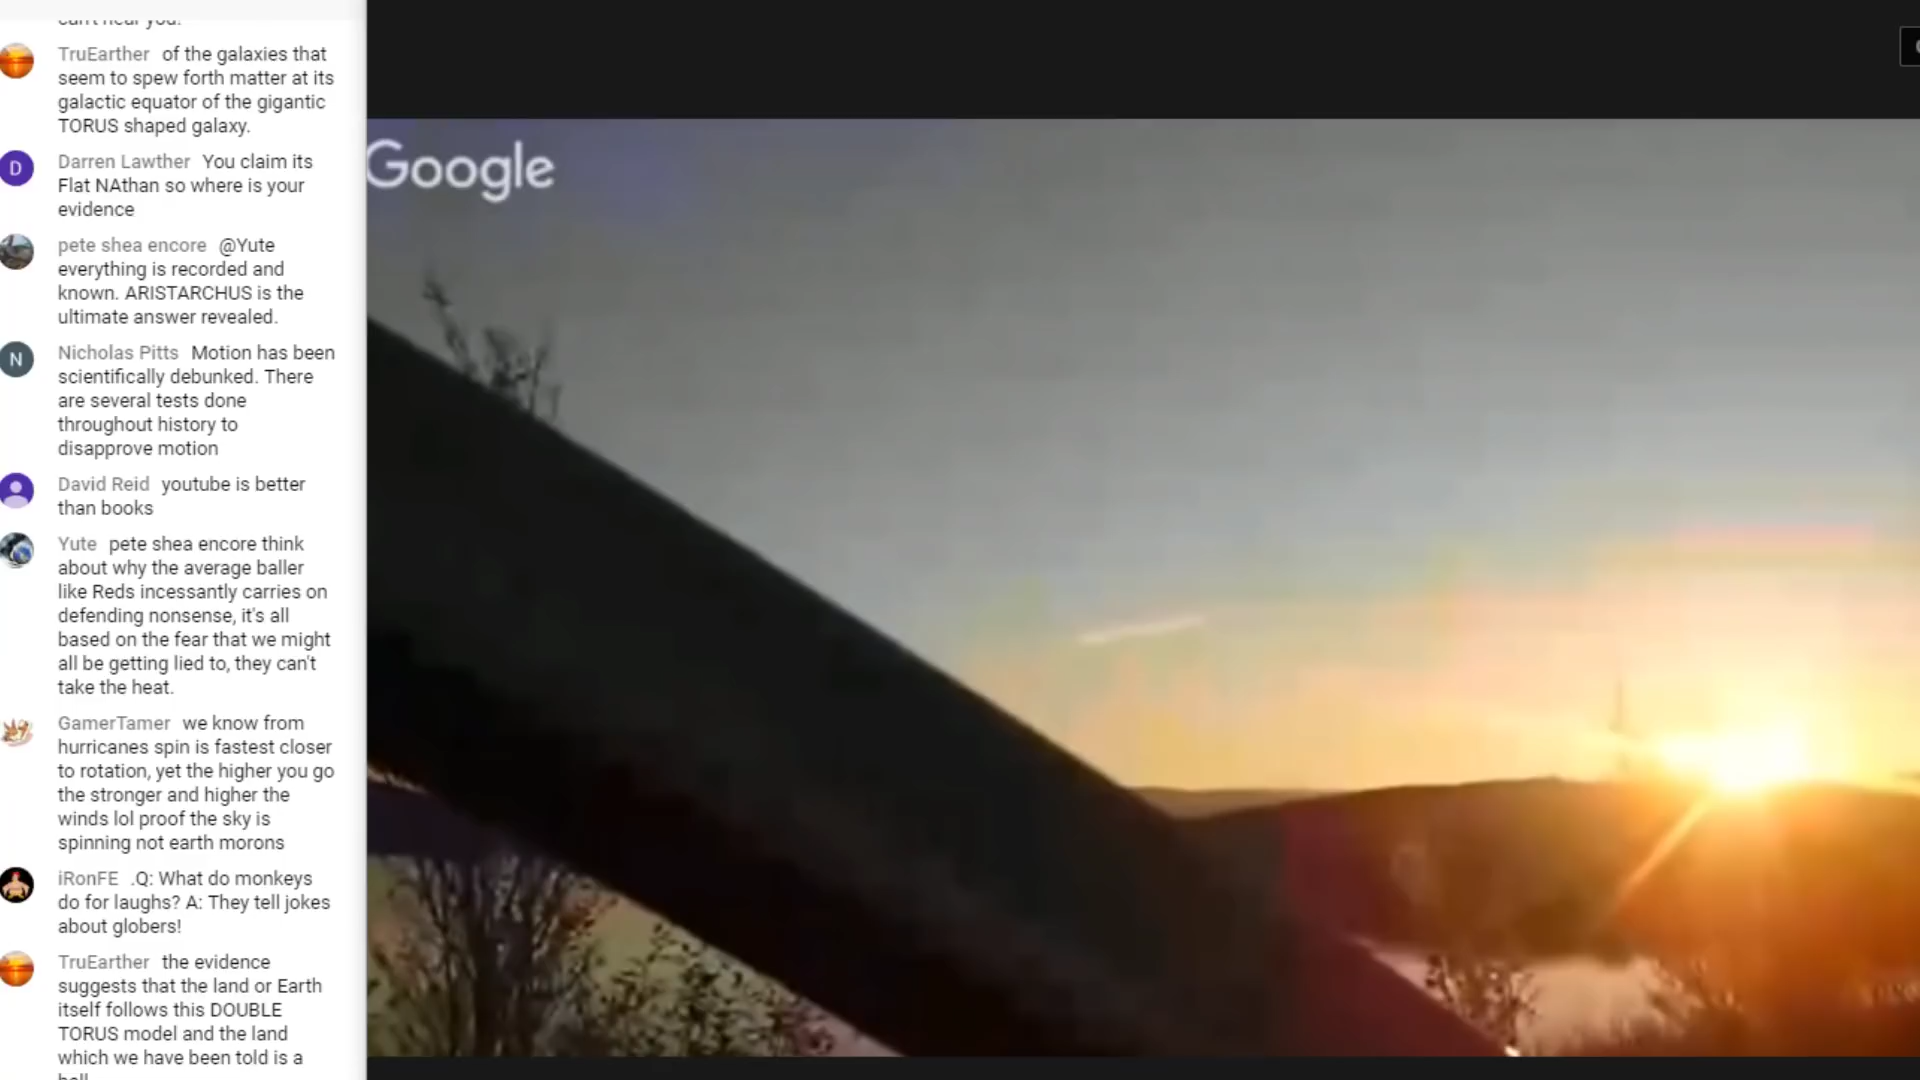 can't hear you.
TruEarther of the galaxies that
seem to spew forth matter at its
galactic equator of the gigantic
TORUS shaped galaxy.
D
Darren Lawther You claim its
Flat NAthan so where is your
evidence
pete shea encore @Yute
everything is recorded and
known. ARISTARCHUS is the
ultimate answer revealed.
N
Nicholas Pitts Motion has been
scientifically debunked. There
are several tests done
throughout history to
disapprove motion
David Reid youtube is better
than books
Yute pete shea encore think
about why the average baller
like Reds incessantly carries on
defending nonsense, it's all
based on the fear that we might
all be getting lied to, they can't
take the heat.
GamerTamer we know from
hurricanes spin is fastest closer
to rotation, yet the higher you go
the stronger and higher the
winds lol proof the sky is
spinning not earth morons
iRonFE .Q: What do monkeys
do for laughs? A: They tell jokes
about globers!
TruEarther the evidence
suggests that the land or Earth
itself follows this DOUBLE
TORUS model and the land
which we have been told is a
Google